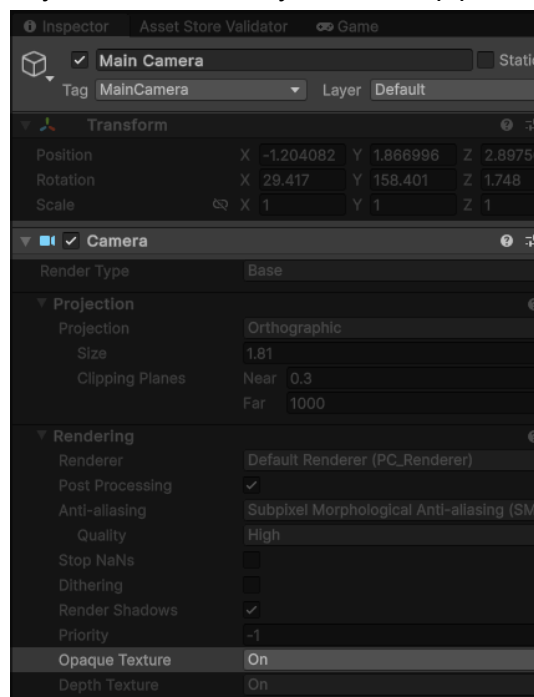 Inspector Asset Store Validator Game
Main Camera Static
Tag MainCamera Layer Default
Transform
Position X -1.204082 Y 1.866996 Z 2.8975
Rotation X 29.417 Y 158.401 Z 1.748
Scale X 1 Y 1 Z 1
Camera
Render Type Base
Projection
Projection Orthographic
Size 1.81
Clipping Planes Near 0.3
Far 1000
Rendering
Renderer Default Renderer (PC_Renderer)
Post Processing
Anti-aliasing Subpixel Morphological Anti-aliasing (SM
Quality High
Stop NaNs
Dithering
Render Shadows
Priority -1
Opaque Texture On
Depth Texture On